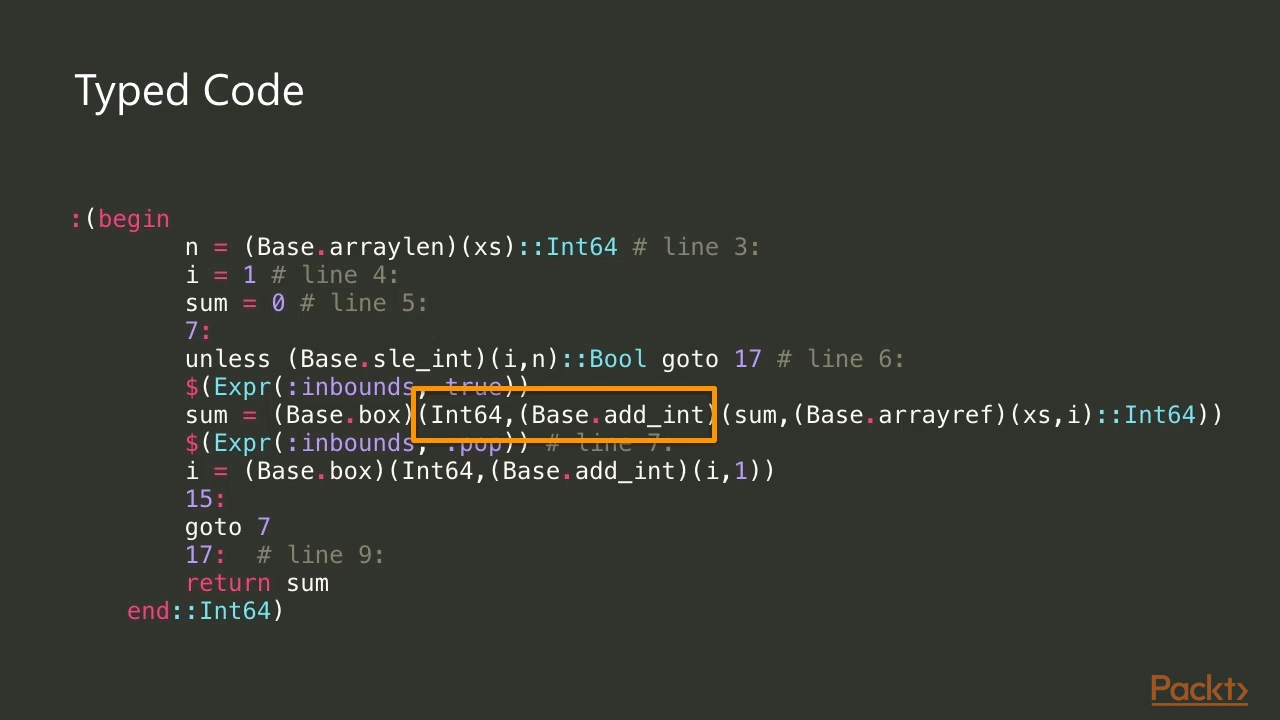 Typed Code
:(begin
n = (Base.arraylen)(xs)::Int64 # line 3:
i = 1 # line 4:
sum = 0 # line 5:
7:
unless (Base.sle_int)(i,n)::Bool goto 17 # line 6:
$(Expr(:inbounds, true))
sum = (Base.box)(Int64,(Base.add_int)(sum,(Base.arrayref)(xs,i)::Int64))
$(Expr(:inbounds, :pop)) # line 7:
i = (Base.box)(Int64,(Base.add_int)(i,1))
15:
goto 7
17:  # line 9:
return sum
end::Int64)
Packt>